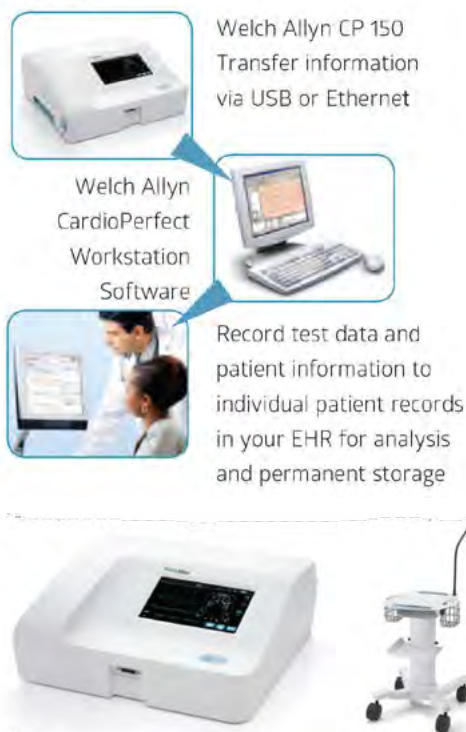 Welch Allyn CP 150
Transfer information
via USB or Ethernet
Welch Allyn
CardioPerfect
Workstation
Software
Record test data and
patient information to
individual patient records
in your EHR for analysis
and permanent storage